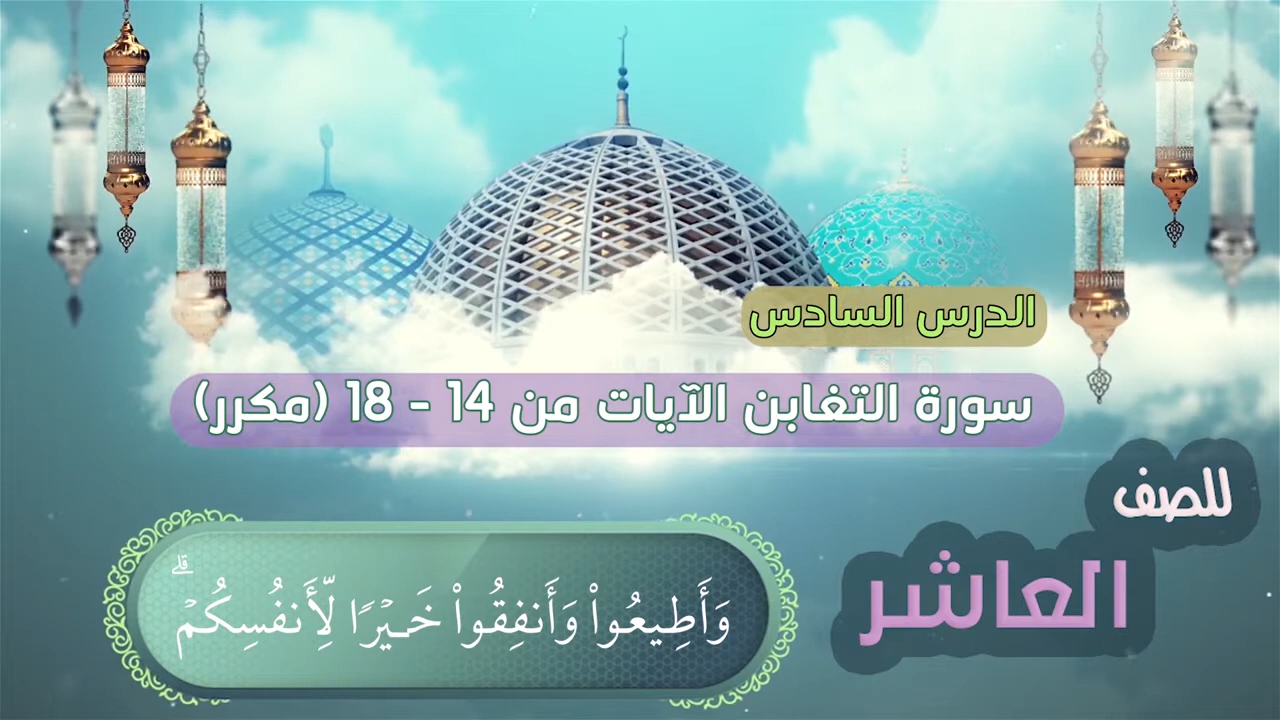 الدرس السادس
سورة التغابن الآيات من 14 - 18 (مكرر)
للصف
العاشر
وَأَطِيعُوا۟ وَأَنفِقُوا۟ خَيْرًا لِّأَنفُسِكُمْ ۗ